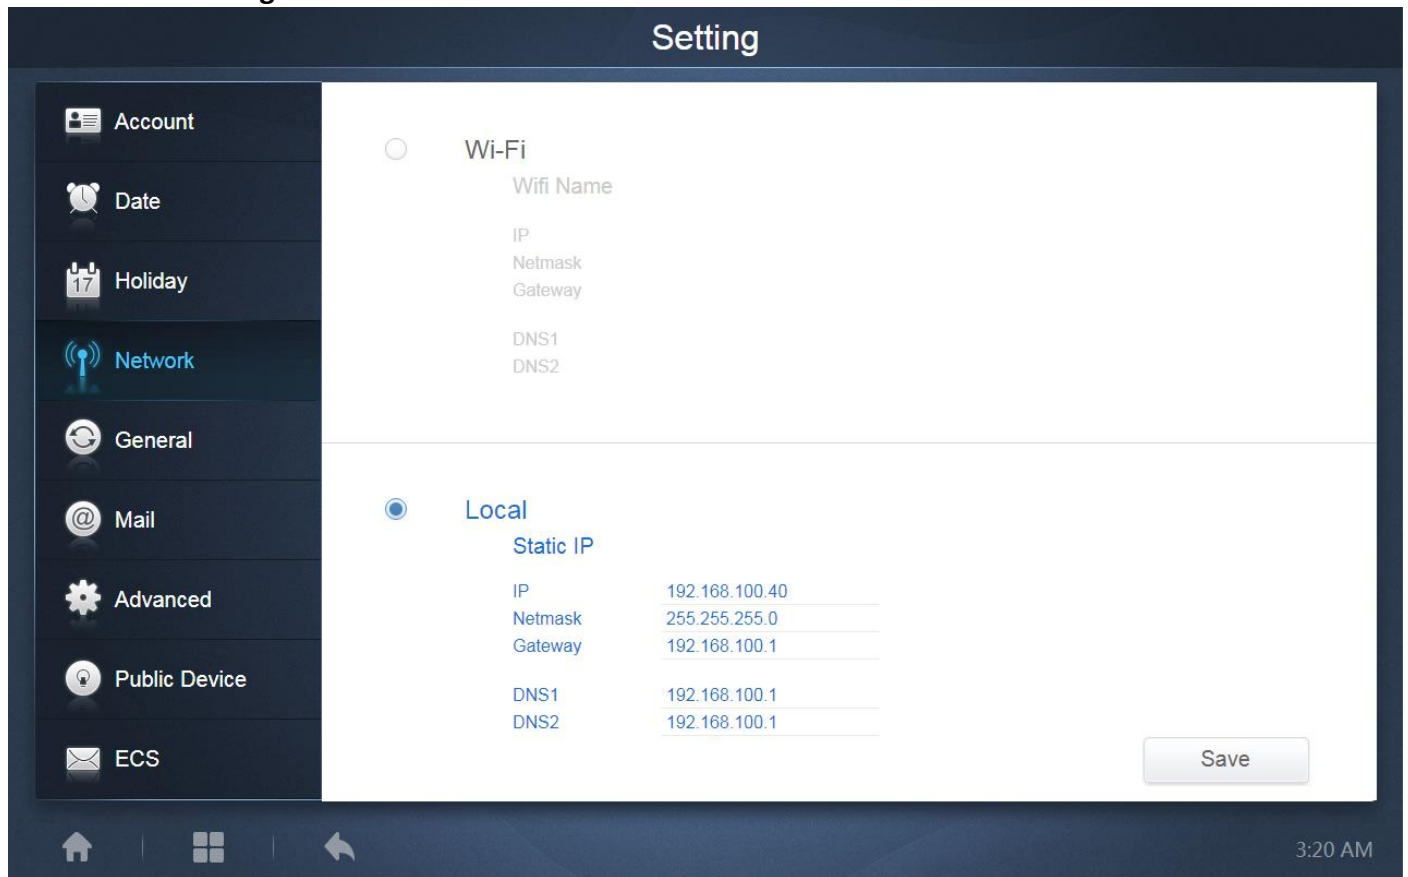 Setting
Account
Date
17
Holiday
Network
General
@
Mail
Advanced
Public Device
ECS
Wi-Fi
Wifi Name
IP
Netmask
Gateway
DNS1
DNS2
Local
Static IP
IP 192.168.100.40
Netmask 255.255.255.0
Gateway 192.168.100.1
DNS1 192.168.100.1
DNS2 192.168.100.1
Save
3:20 AM